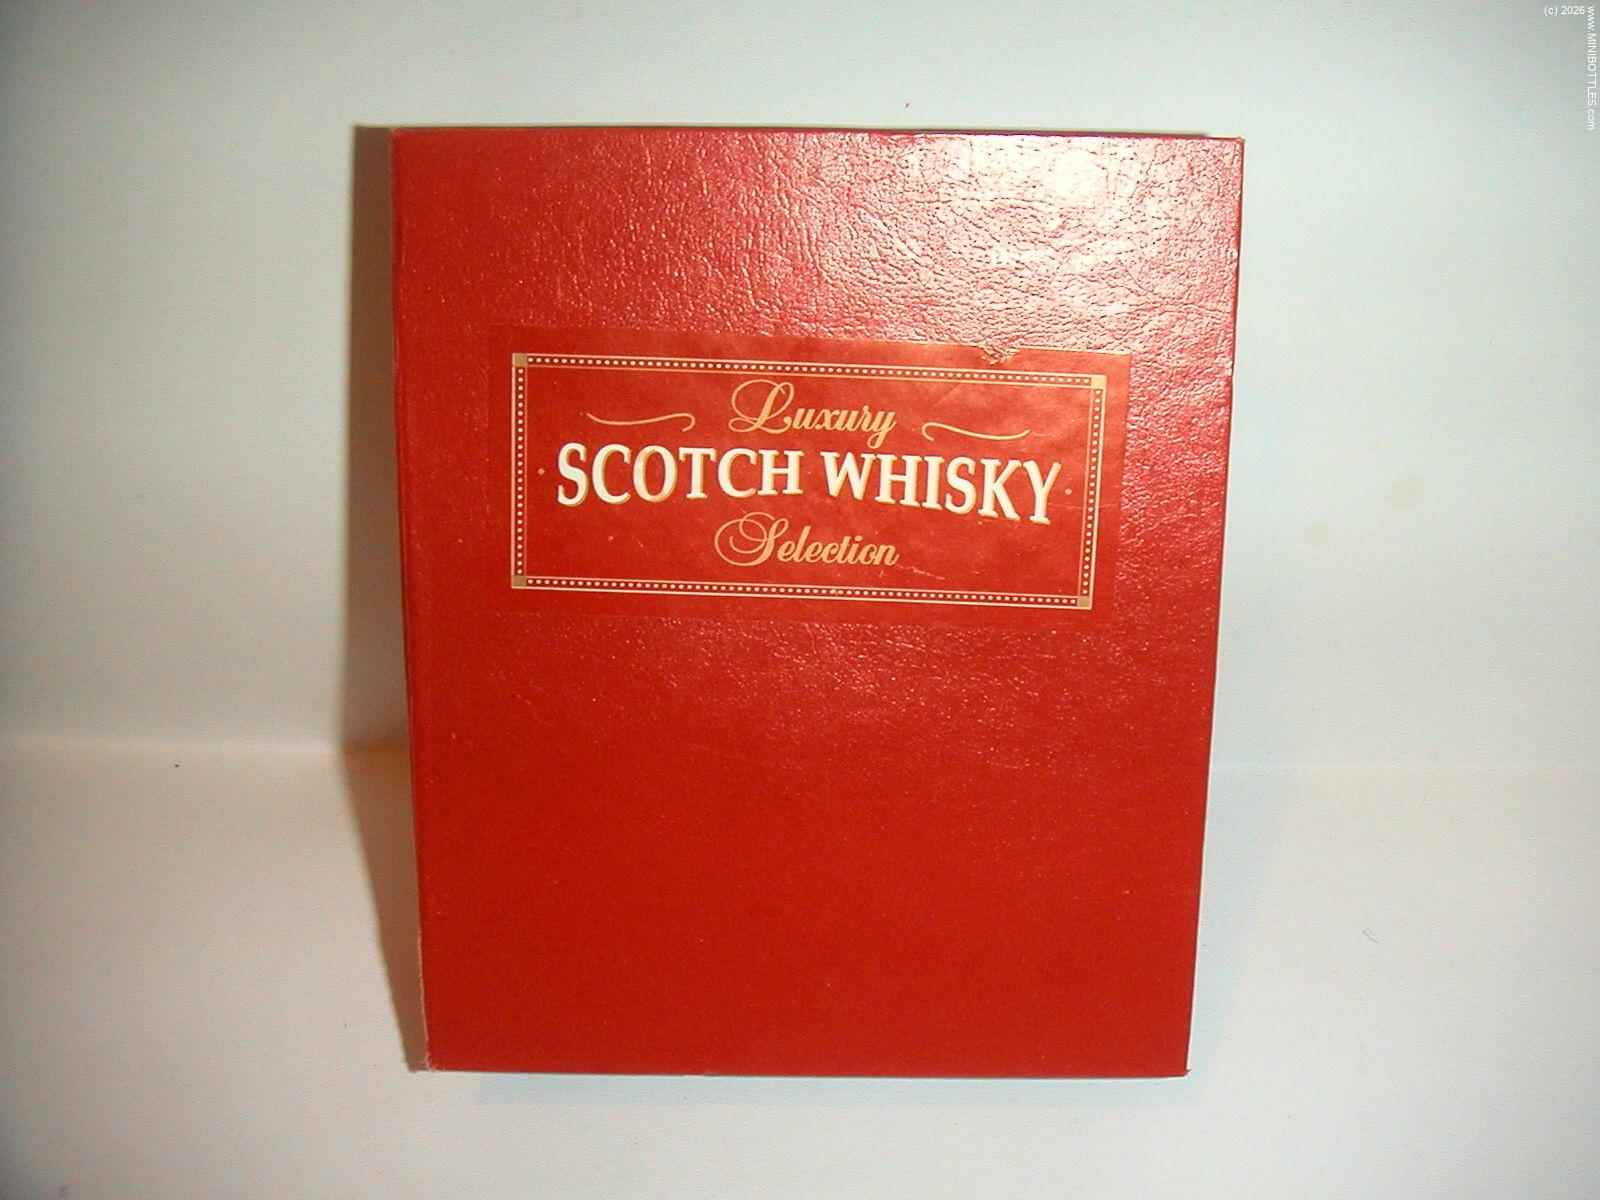 (c) 2026 www.MINIBOTTLES.com
Luxury
SCOTCH WHISKY
Selection